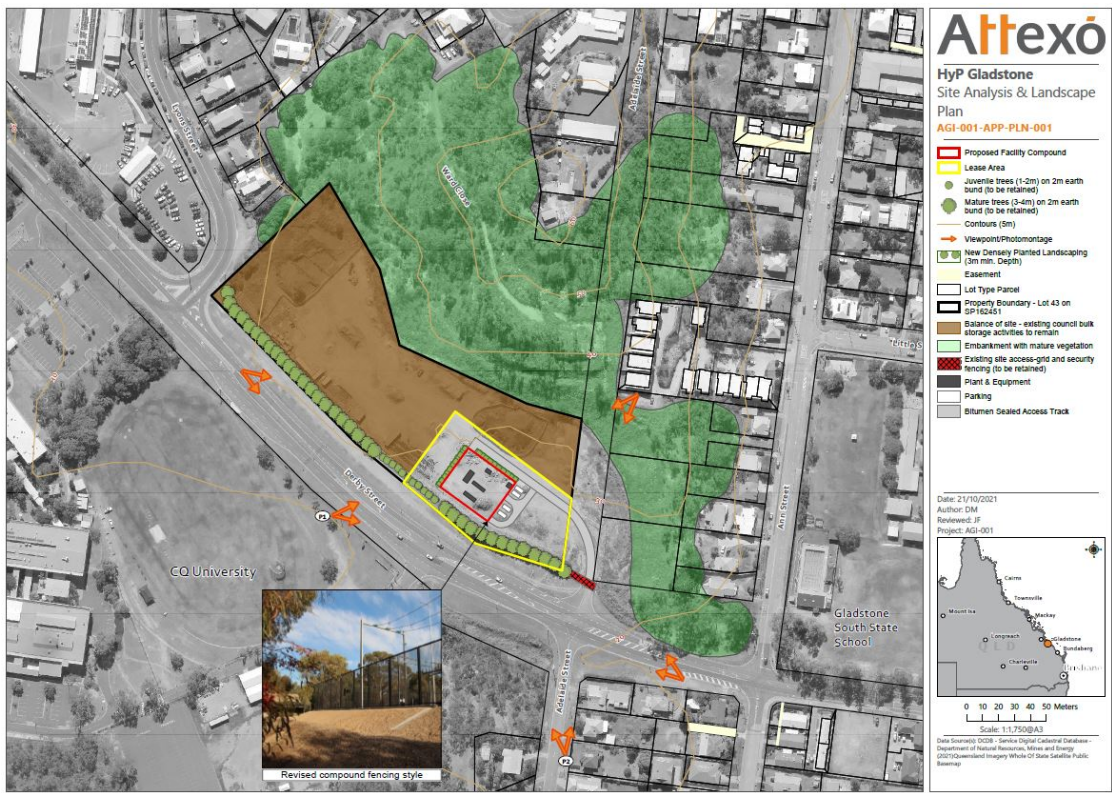 Attexo
HyP Gladstone
Site Analysis & Landscape
Plan
AGI-001-APP-PLN-001
Proposed Facility Compound
Lease Area
Juvenile trees (1-2m) on 2m earth
bund (to be retained)
Mature trees (3-4m) on 2m earth
bund (to be retained)
Contours (5m)
Viewpoint/Photomontage
New Densely Planted Landscaping
(3m min. Depth)
Easement
Lot Type Parcel
Property Boundary - Lot 43 on
SP162451
Balance of site - existing council bulk
storage activities to remain
Embankment with mature vegetation
Existing site access-grid and security
fencing (to be retained)
Plant & Equipment
Parking
Bitumen Sealed Access Track
Date: 21/10/2021
Author: DM
Reviewed: JF
Project: AGI-001
Cairns
Townsville
Mount Isa
Mackay
Longreach
Gladstone
QLD
Bundaberg
Charleville
Brisbane
0 10 20 30 40 50 Meters
Scale: 1:1,750@A3
Data Source(s): DCDB - Service Digital Cadastral Database -
Department of Natural Resources, Mines and Energy
(2021)Queensland Imagery Whole Of State Satellite Public
Basemap
Lyons Street
Adelaide Street
Ward Close
Little S
Derby Street
P1
Ann Street
CQ University
Gladstone
South State
School
Adelaide Street
P2
Revised compound fencing style